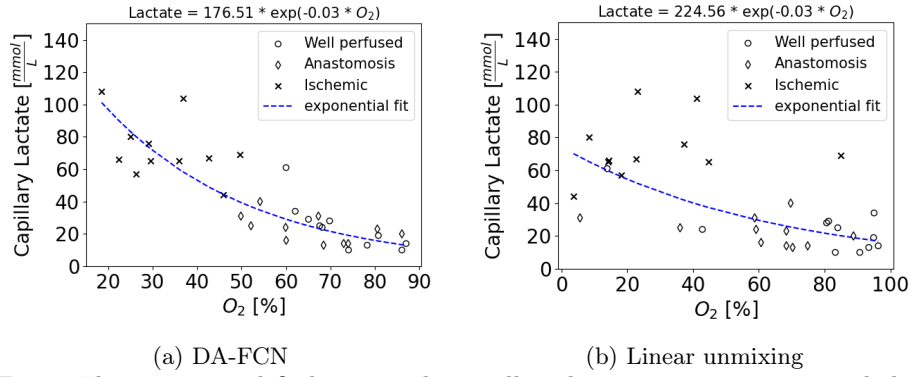 Lactate = 176.51 * exp(-0.03 * O₂)
Capillary Lactate [mmol/L]
140
120
100
80
60
40
20
0
Well perfused
Anastomosis
Ischemic
exponential fit
20 30 40 50 60 70 80 90
O₂ [%]
(a) DA-FCN
Lactate = 224.56 * exp(-0.03 * O₂)
Capillary Lactate [mmol/L]
140
120
100
80
60
40
20
0
Well perfused
Anastomosis
Ischemic
exponential fit
0 20 40 60 80 100
O₂ [%]
(b) Linear unmixing